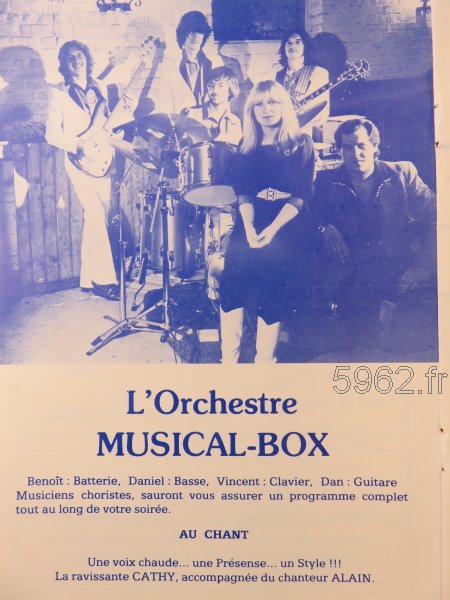 5962.fr
L'Orchestre
MUSICAL-BOX
Benoît : Batterie, Daniel : Basse, Vincent : Clavier, Dan : Guitare
Musiciens choristes, sauront vous assurer un programme complet
tout au long de votre soirée.
AU CHANT
Une voix chaude... une Présense... un Style !!!
La ravissante CATHY, accompagnée du chanteur ALAIN.